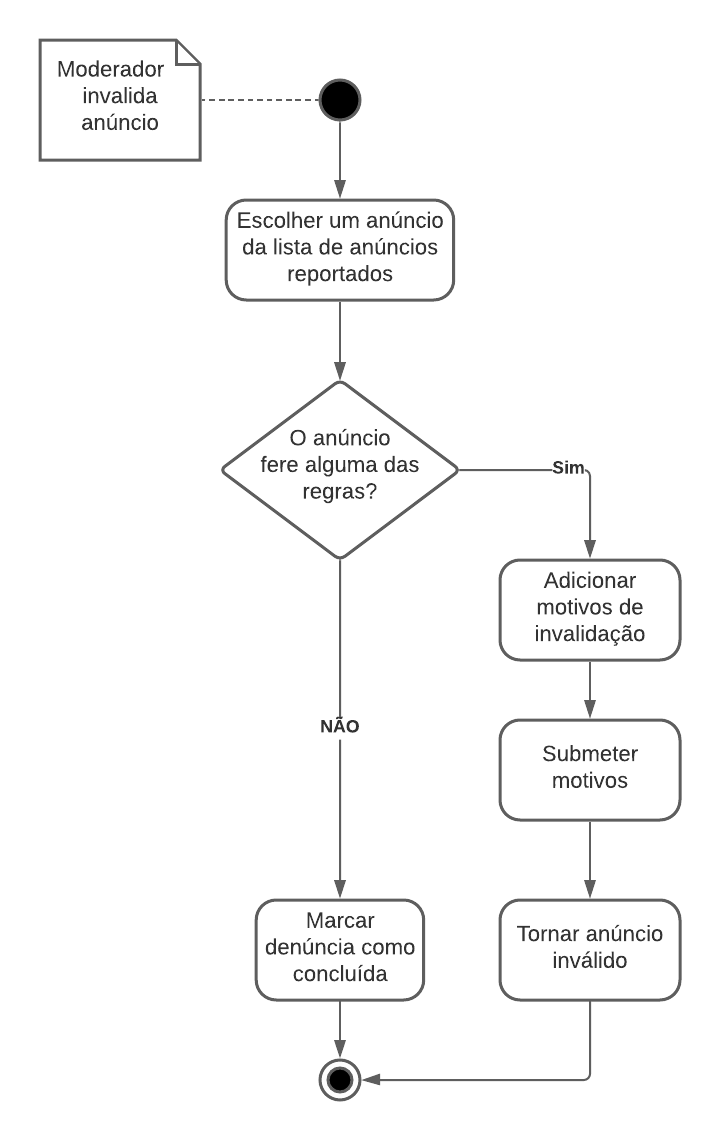 Moderador
invalida
anúncio
Escolher um anúncio
da lista de anúncios
reportados
O anúncio
fere alguma das
regras?
Sim
Adicionar
motivos de
invalidação
NÃO
Submeter
motivos
Marcar
denúncia como
concluída
Tornar anúncio
inválido